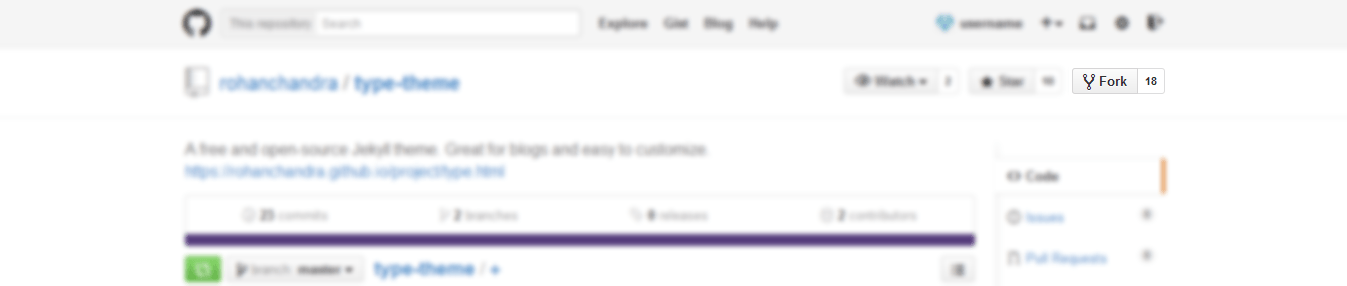 This repository Search Explore Gist Blog Help username
rohanchandra / type-theme Watch 2 Star Fork 18
A free and open-source Jekyll theme. Great for blogs and easy to customize.
https://rohanchandra.github.io/project/type.html
Code
23 commits 2 branches 0 releases 2 contributors
Issues 0
branch: master type-theme / +
Pull Requests 0